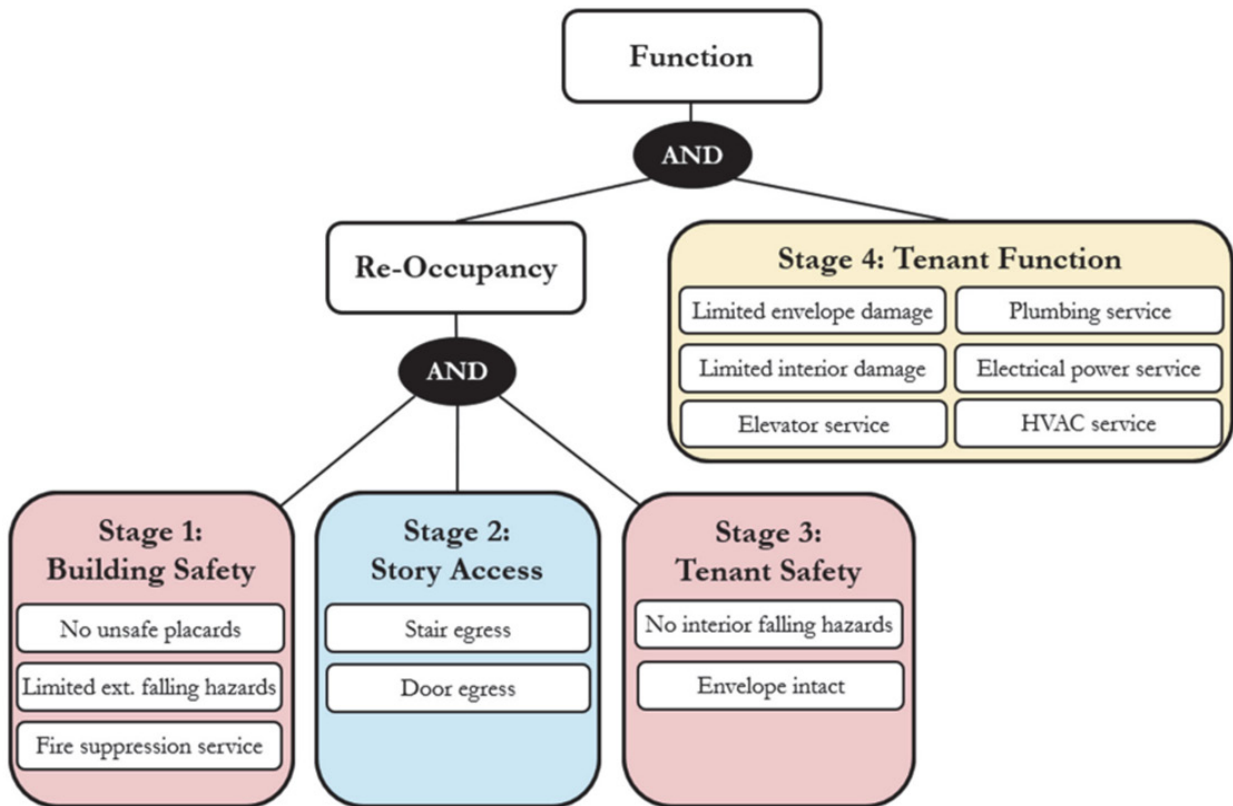 Function
AND
Re-Occupancy
Stage 4: Tenant Function
Limited envelope damage
Plumbing service
Limited interior damage
Electrical power service
Elevator service
HVAC service
AND
Stage 1:
Building Safety
No unsafe placards
Limited ext. falling hazards
Fire suppression service
Stage 2:
Story Access
Stair egress
Door egress
Stage 3:
Tenant Safety
No interior falling hazards
Envelope intact